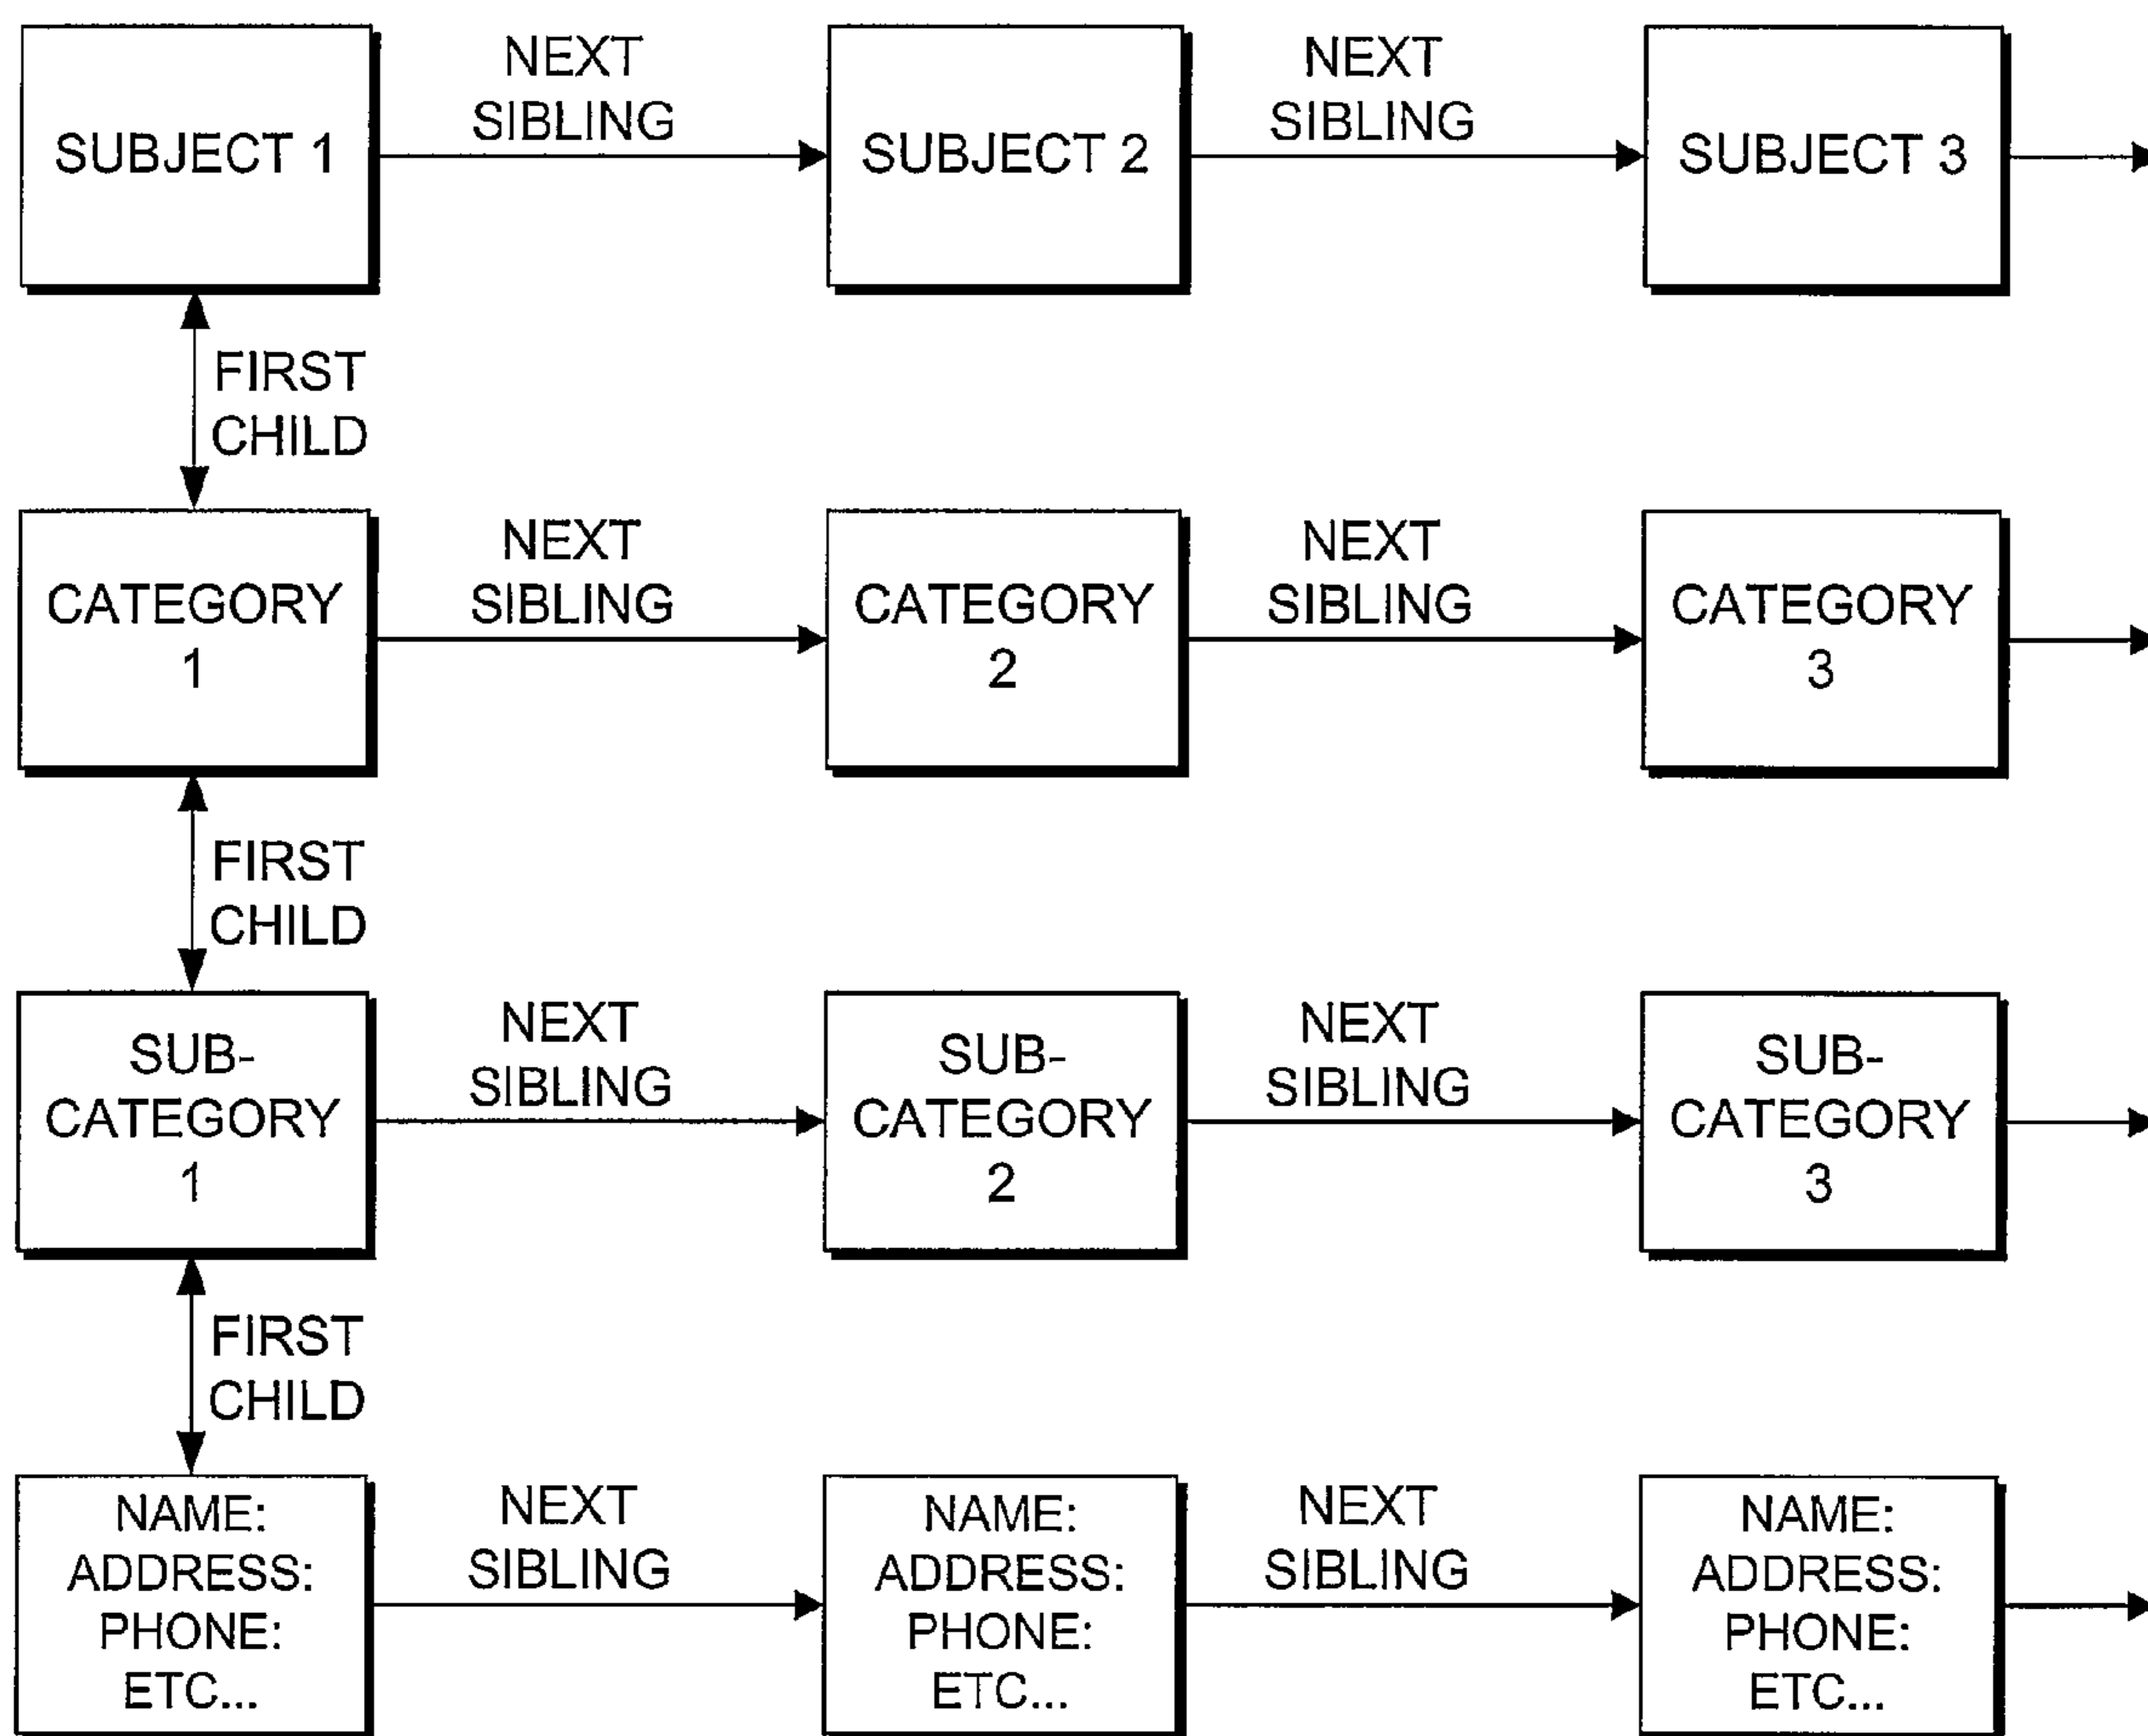 NEXT
SIBLING
NEXT
SIBLING
SUBJECT 1
SUBJECT 2
SUBJECT 3
FIRST
CHILD
NEXT
SIBLING
NEXT
SIBLING
CATEGORY
1
CATEGORY
2
CATEGORY
3
FIRST
CHILD
NEXT
SIBLING
NEXT
SIBLING
SUB-
CATEGORY
1
SUB-
CATEGORY
2
SUB-
CATEGORY
3
FIRST
CHILD
NEXT
SIBLING
NEXT
SIBLING
NAME:
ADDRESS:
PHONE:
ETC...
NAME:
ADDRESS:
PHONE:
ETC...
NAME:
ADDRESS:
PHONE:
ETC...